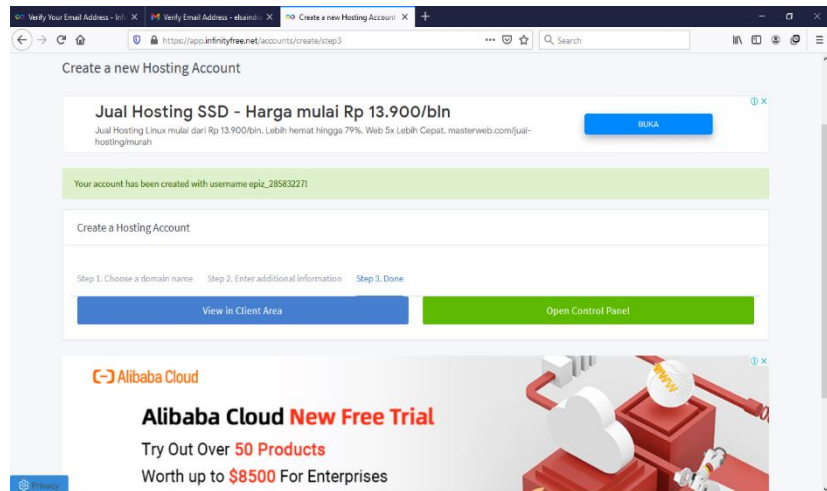 Verify Your Email Address - Inf
Verify Email Address - elsaindr
Create a new Hosting Account
https://app.infinityfree.net/accounts/create/step3
Search
Create a new Hosting Account
Jual Hosting SSD - Harga mulai Rp 13.900/bln
Jual Hosting Linux mulai dari Rp 13.900/bln. Lebih hemat hingga 79%. Web 5x Lebih Cepat. masterweb.com/jual-
hosting/murah
BUKA
Your account has been created with username epiz_28583227!
Create a Hosting Account
Step 1. Choose a domain name Step 2. Enter additional information Step 3. Done
View in Client Area
Open Control Panel
Alibaba Cloud
Alibaba Cloud New Free Trial
Try Out Over 50 Products
Worth up to $8500 For Enterprises
WWW
Privacy